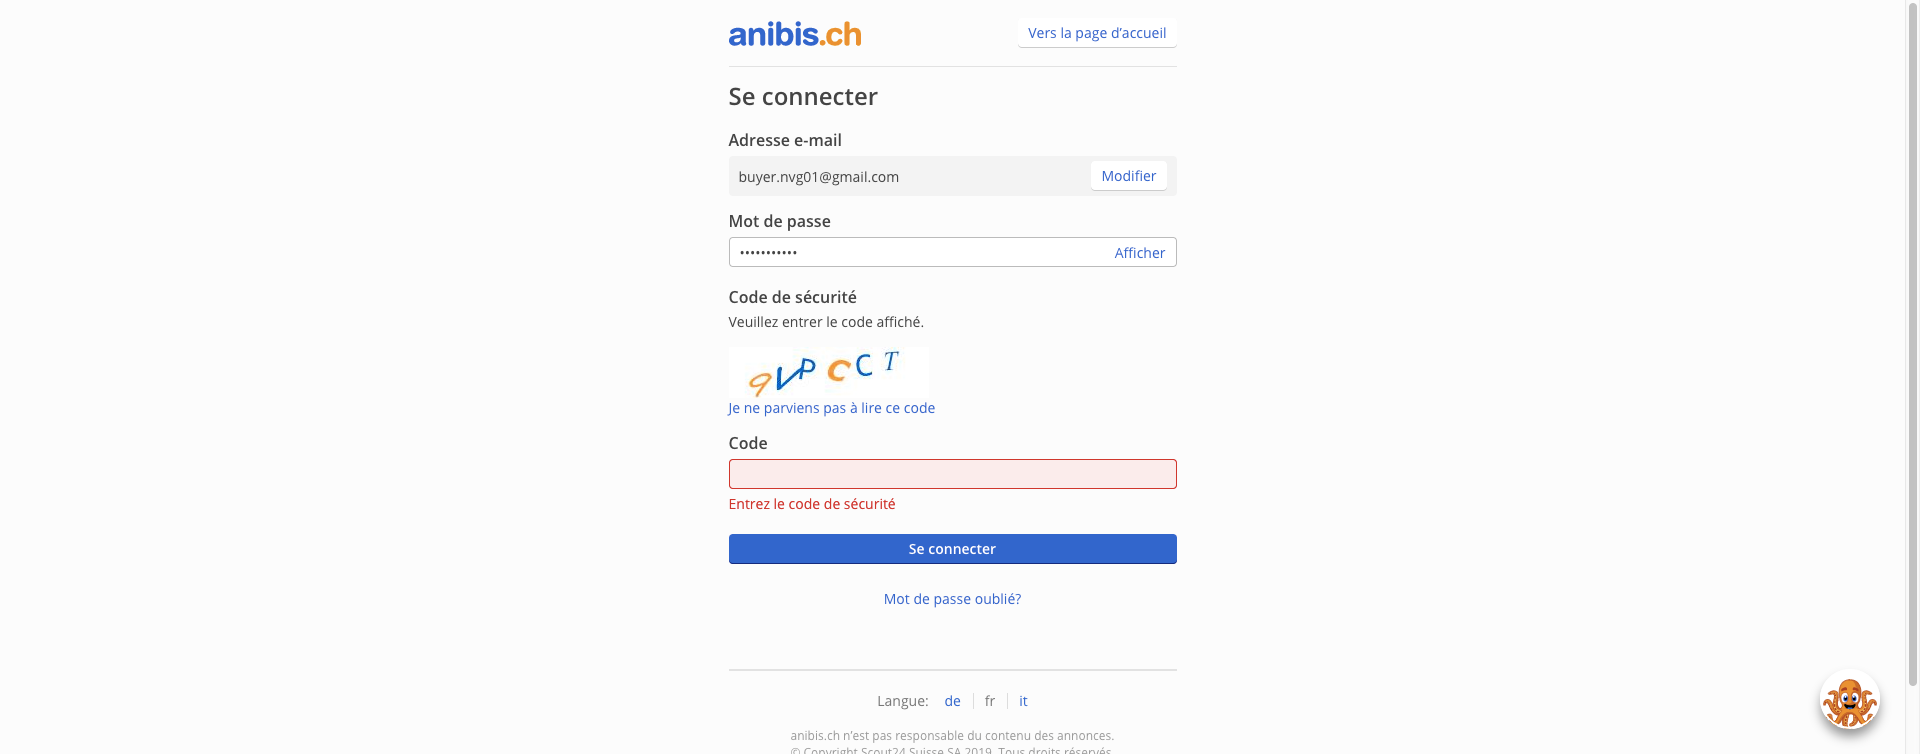 anibis.ch
Vers la page d'accueil
Se connecter
Adresse e-mail
buyer.nvg01@gmail.com
Modifier
Mot de passe
•••••••••••
Afficher
Code de sécurité
Veuillez entrer le code affiché.
Je ne parviens pas à lire ce code
Code
Entrez le code de sécurité
Se connecter
Mot de passe oublié?
Langue: de | fr | it
anibis.ch n'est pas responsable du contenu des annonces.
© Copyright Scout24 Suisse SA 2019. Tous droits réservés.